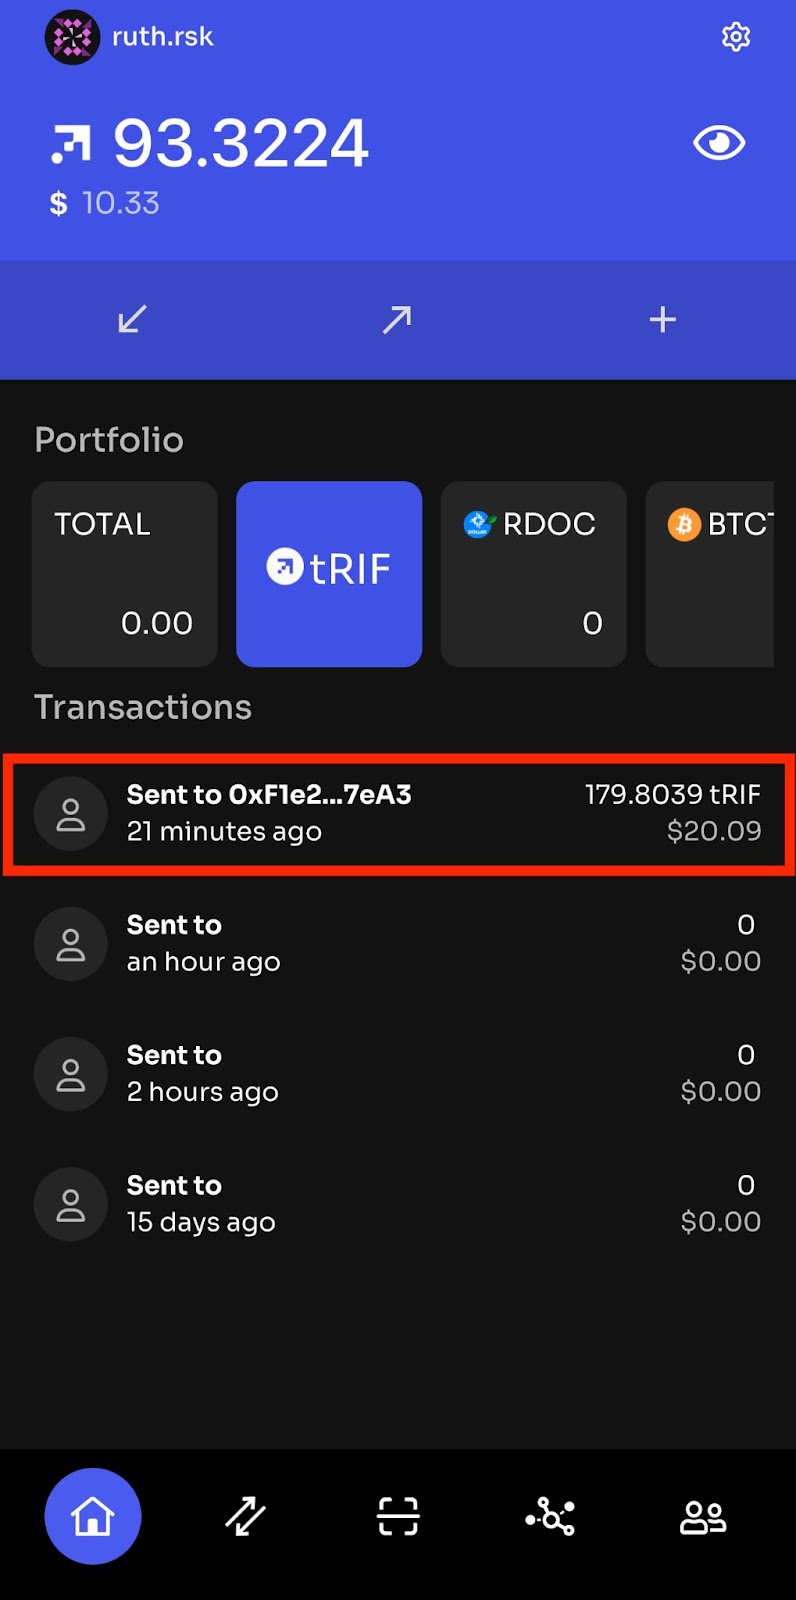 ruth.rsk
93.3224
$ 10.33
Portfolio
TOTAL
0.00
tRIF
RDOC
0
BTCT
Transactions
Sent to 0xF1e2...7eA3
179.8039 tRIF
21 minutes ago
$20.09
Sent to
0
an hour ago
$0.00
Sent to
0
2 hours ago
$0.00
Sent to
0
15 days ago
$0.00